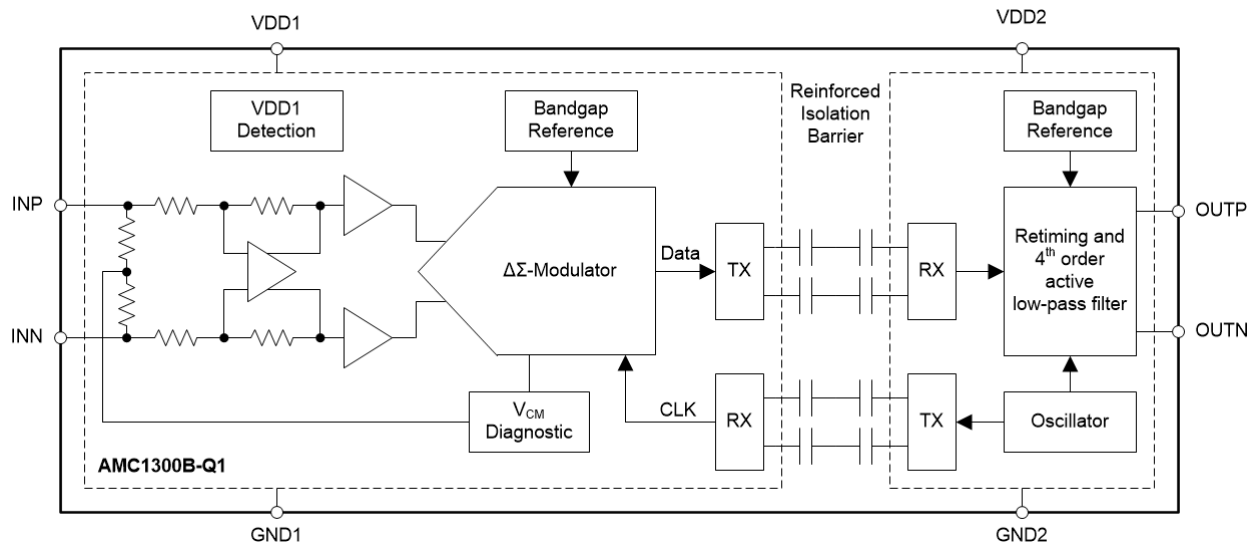 VDD1
VDD2
VDD1
Detection
Bandgap
Reference
Reinforced
Isolation
Barrier
Bandgap
Reference
INP
OUTP
ΔΣ-Modulator
Data
TX
RX
Retiming and
4th order
active
low-pass filter
INN
OUTN
VCM
Diagnostic
CLK
RX
TX
Oscillator
AMC1300B-Q1
GND1
GND2